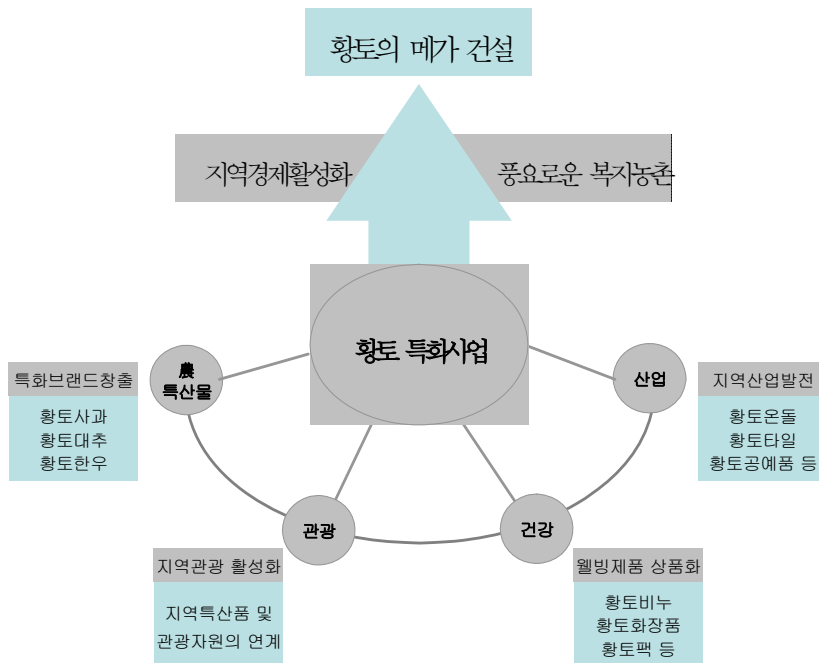 황토의 메가 건설
지역경제활성화
풍요로운 복지농촌
황토 특화사업
農
특산물
산업
관광
건강
특화브랜드창출
황토사과
황토대추
황토한우
지역산업발전
황토온돌
황토타일
황토공예품 등
지역관광 활성화
지역특산품 및
관광자원의 연계
웰빙제품 상품화
황토비누
황토화장품
황토팩 등